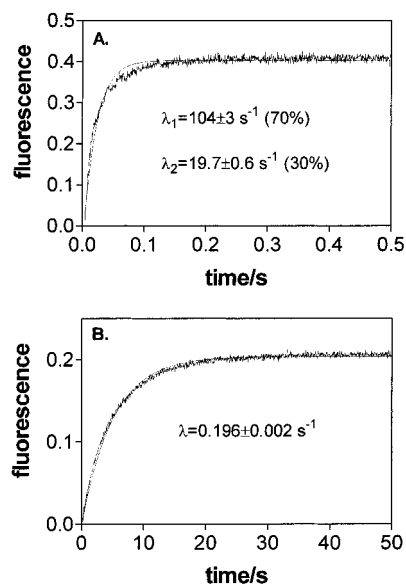 A.
fluorescence
0.4
0.3
0.2
0.1
0.0
λ1=104±3 s-1 (70%)
λ2=19.7±0.6 s-1 (30%)
0.0 0.1 0.2 0.3 0.4 0.5
time/s
B.
fluorescence
0.2
0.1
0.0
λ=0.196±0.002 s-1
0 10 20 30 40 50
time/s